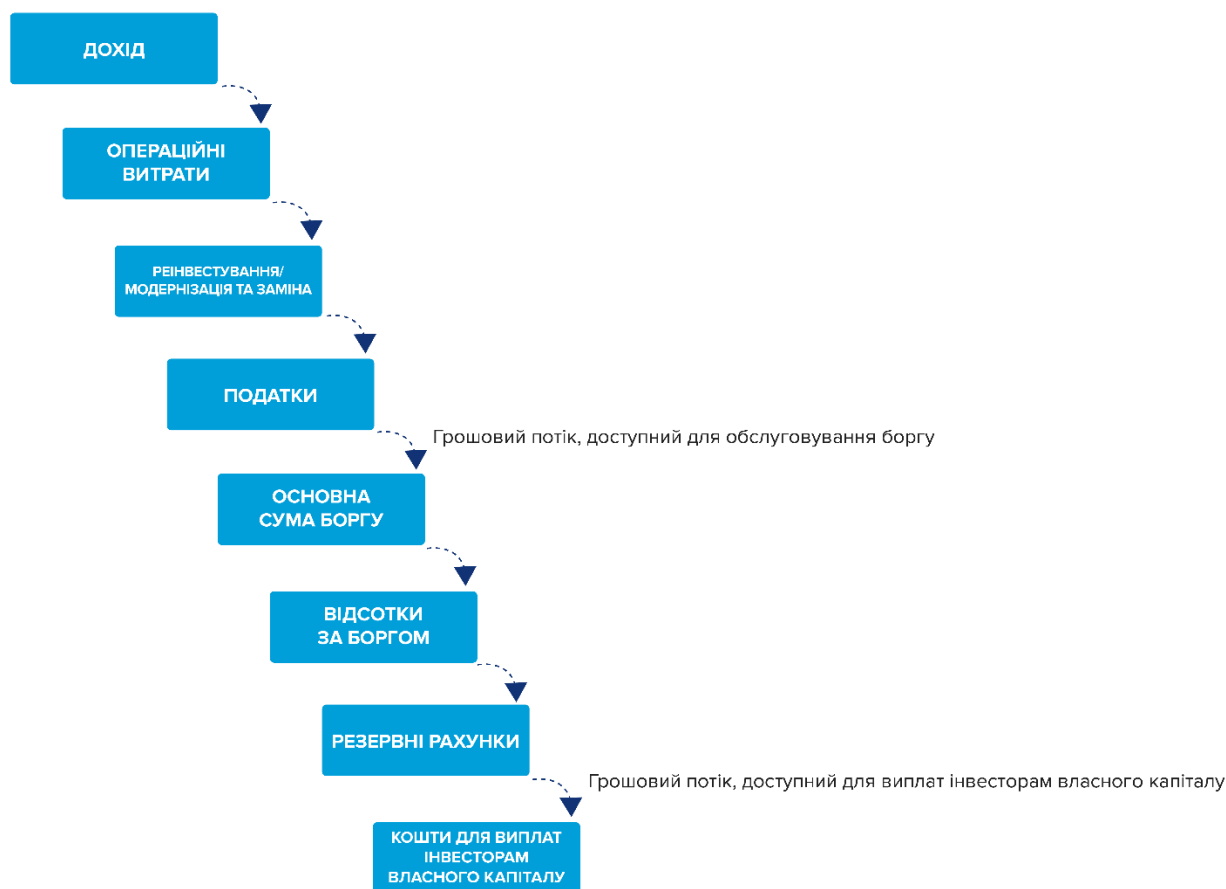 ДОХІД
ОПЕРАЦІЙНІ
ВИТРАТИ
РЕІНВЕСТУВАННЯ/
МОДЕРНІЗАЦІЯ ТА ЗАМІНА
ПОДАТКИ
Грошовий потік, доступний для обслуговування боргу
ОСНОВНА
СУМА БОРГУ
ВІДСОТКИ
ЗА БОРГОМ
РЕЗЕРВНІ РАХУНКИ
Грошовий потік, доступний для виплат інвесторам власного капіталу
КОШТИ ДЛЯ ВИПЛАТ
ІНВЕСТОРАМ
ВЛАСНОГО КАПІТАЛУ